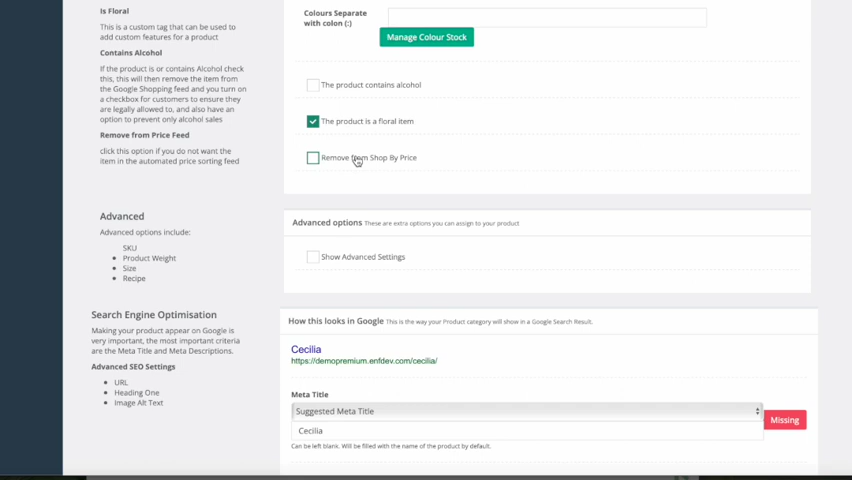 Is Floral
This is a custom tag that can be used to
add custom features for a product
Contains Alcohol
If the product is or contains Alcohol check
this, this will then remove the item from
the Google Shopping feed and you turn on
a checkbox for customers to ensure they
are legally allowed to, and also have an
option to prevent only alcohol sales
Remove from Price Feed
click this option if you do not want the
item in the automated price sorting feed
Colours Separate
with colon (:)
Manage Colour Stock
The product contains alcohol
The product is a floral item
Remove from Shop By Price
Advanced
Advanced options include:
SKU
Product Weight
Size
Recipe
Advanced options These are extra options you can assign to your product
Show Advanced Settings
Search Engine Optimisation
Making your product appear on Google is
very important, the most important criteria
are the Meta Title and Meta Descriptions.
Advanced SEO Settings
URL
Heading One
Image Alt Text
How this looks in Google This is the way your Product category will show in a Google Search Result.
Cecilia
https://demopremium.enfdev.com/cecilia/
Meta Title
Suggested Meta Title
Missing
Cecilia
Can be left blank. Will be filled with the name of the product by default.